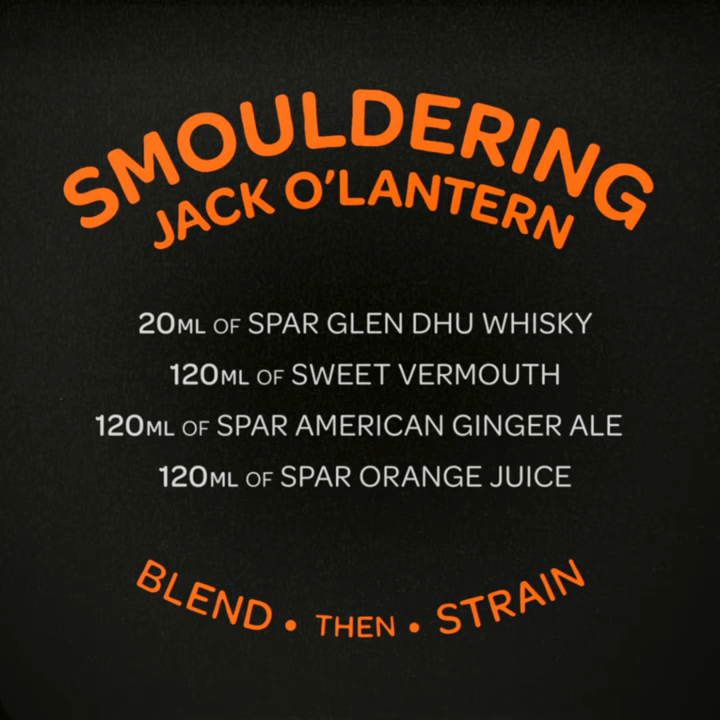 SMOULDERING
JACK O'LANTERN
20ML OF SPAR GLEN DHU WHISKY
120ML OF SWEET VERMOUTH
120ML OF SPAR AMERICAN GINGER ALE
120ML OF SPAR ORANGE JUICE
BLEND • THEN • STRAIN